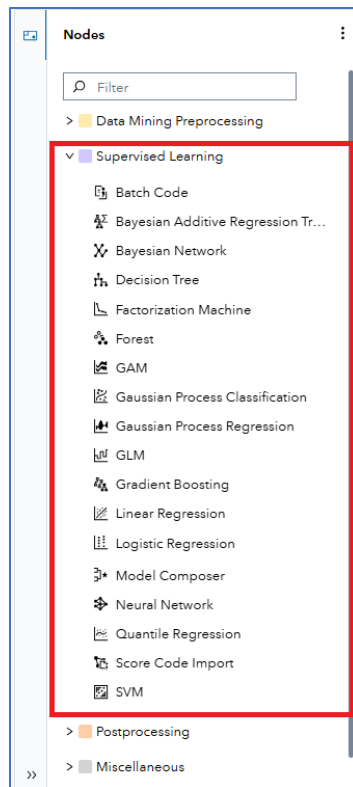 Nodes
Filter
Data Mining Preprocessing
Supervised Learning
Batch Code
Bayesian Additive Regression Tr...
Bayesian Network
Decision Tree
Factorization Machine
Forest
GAM
Gaussian Process Classification
Gaussian Process Regression
GLM
Gradient Boosting
Linear Regression
Logistic Regression
Model Composer
Neural Network
Quantile Regression
Score Code Import
SVM
Postprocessing
Miscellaneous